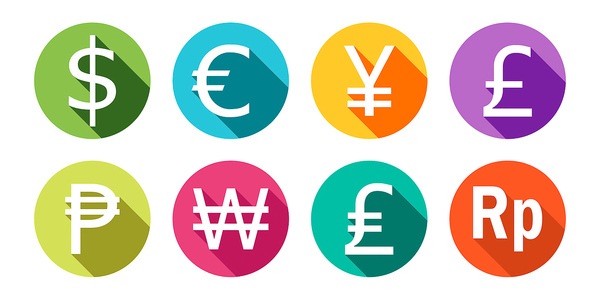 $ € ¥ £
₱ ₩ ₤ Rp